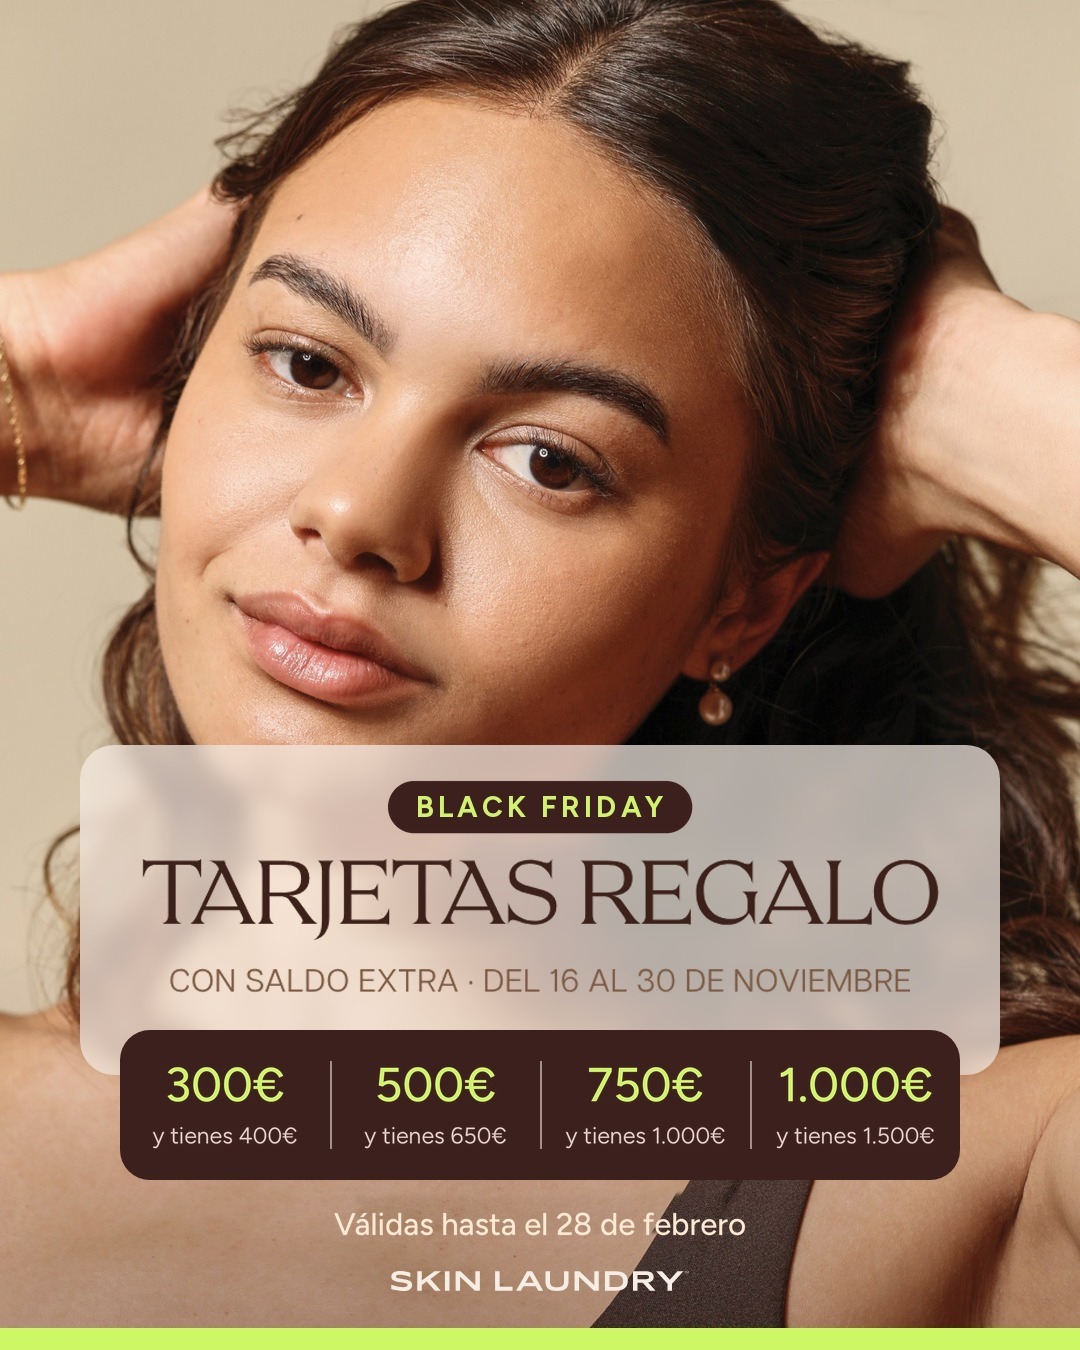 BLACK FRIDAY
TARJETAS REGALO
CON SALDO EXTRA · DEL 16 AL 30 DE NOVIEMBRE
300€ 500€ 750€ 1.000€
y tienes 400€ y tienes 650€ y tienes 1.000€ y tienes 1.500€
Válidas hasta el 28 de febrero
SKIN LAUNDRY